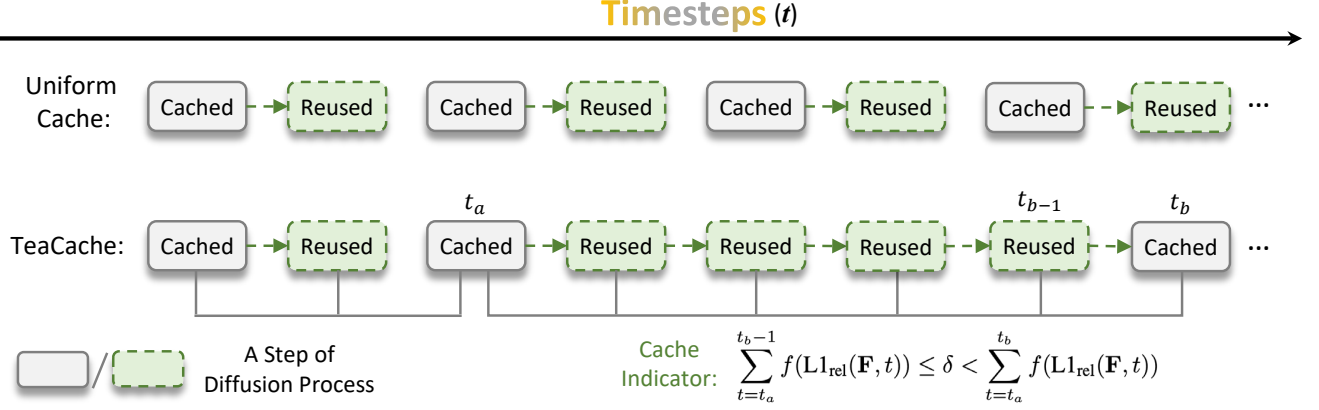 Timesteps (t)
Uniform Cache:
Cached Reused Cached Reused Cached Reused Cached Reused ...
t_a t_{b-1} t_b
TeaCache: Cached Reused Cached Reused Reused Reused Reused Cached ...
/
A Step of
Diffusion Process
Cache
Indicator:
\sum_{t=t_a}^{t_b-1} f(L1_{rel}(F, t)) ≤ δ < \sum_{t=t_a}^{t_b} f(L1_{rel}(F, t))